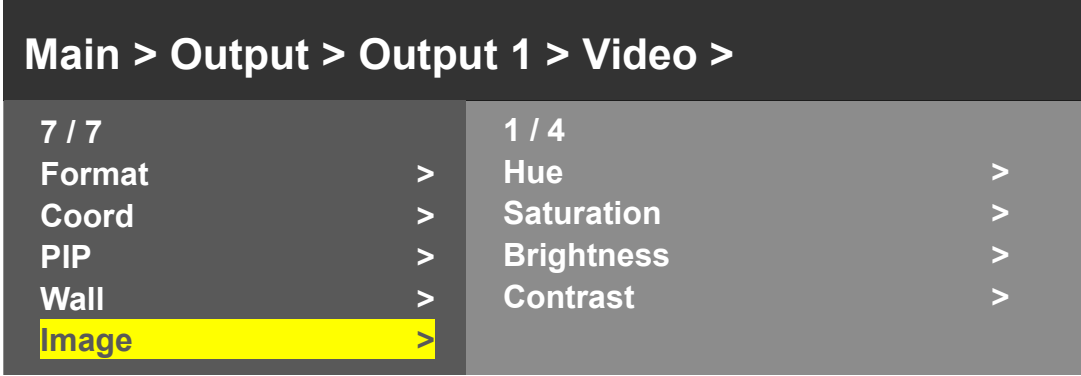 Main > Output > Output 1 > Video >
7 / 7
Format >
Coord >
PIP >
Wall >
Image >
1 / 4
Hue >
Saturation >
Brightness >
Contrast >